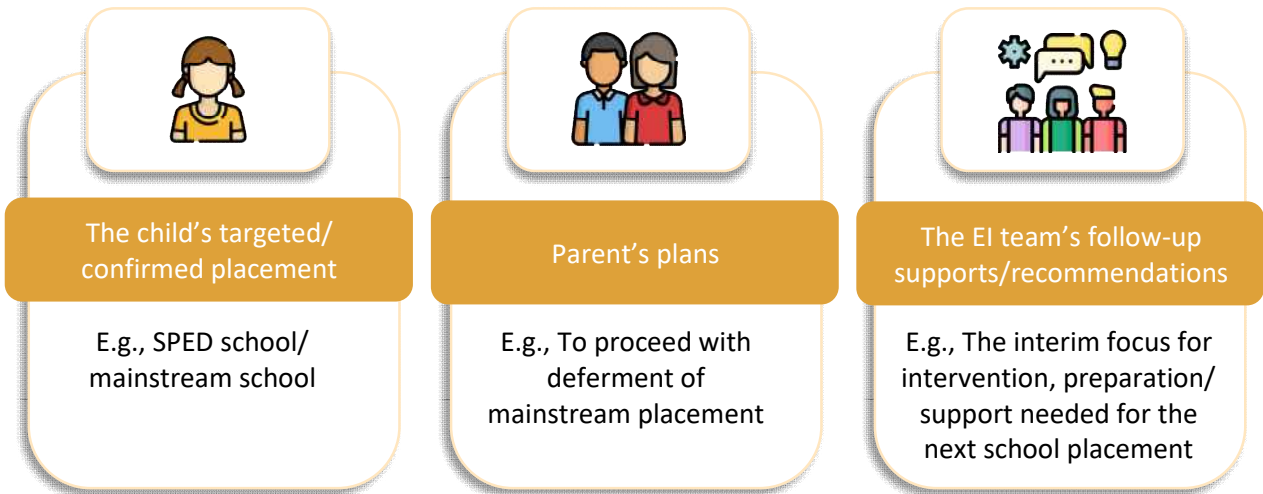 The child’s targeted/
confirmed placement
E.g., SPED school/
mainstream school
Parent’s plans
E.g., To proceed with
deferment of
mainstream placement
The EI team’s follow-up
supports/recommendations
E.g., The interim focus for
intervention, preparation/
support needed for the
next school placement